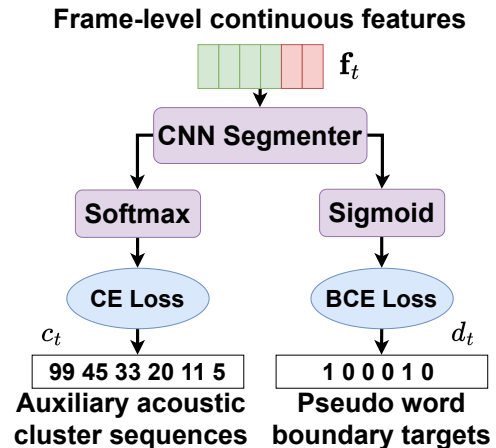 Frame-level continuous features
𝐟_t
CNN Segmenter
Softmax
Sigmoid
CE Loss
BCE Loss
c_t
d_t
99 45 33 20 11 5
1 0 0 0 1 0
Auxiliary acoustic
cluster sequences
Pseudo word
boundary targets